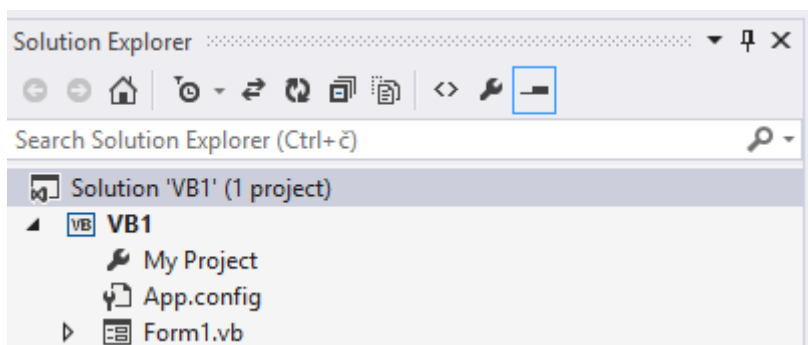 Solution Explorer
Search Solution Explorer (Ctrl+č)
Solution 'VB1' (1 project)
VB VB1
My Project
App.config
Form1.vb